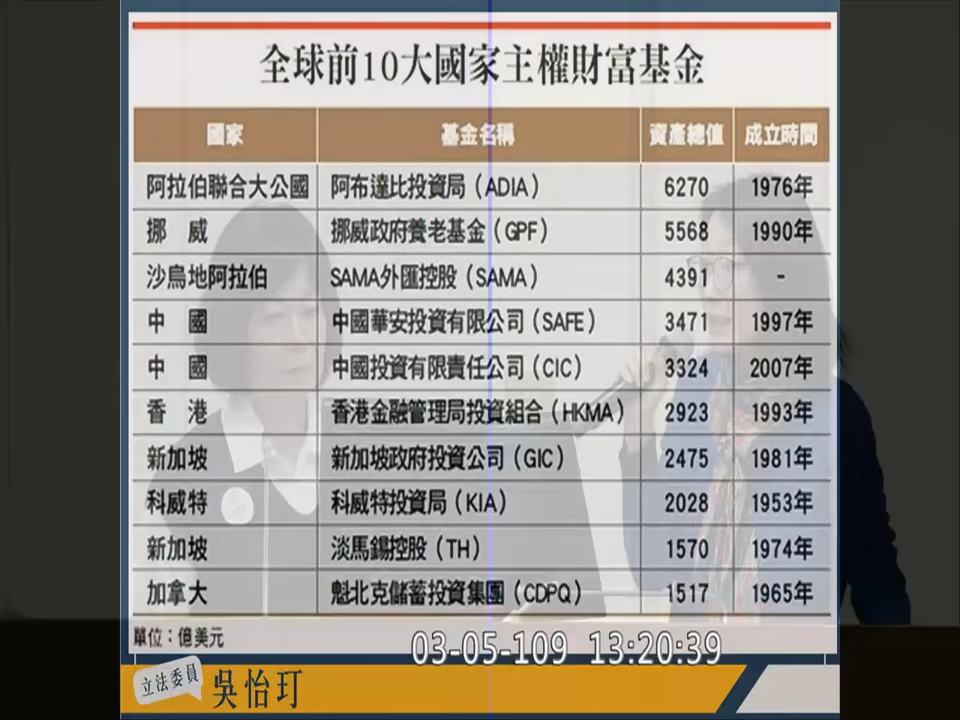 全球前10大國家主權財富基金
國家 基金名稱 資產總值 成立時間
阿拉伯聯合大公國 阿布達比投資局（ADIA） 6270 1976年
挪　威 挪威政府養老基金（GPF） 5568 1990年
沙烏地阿拉伯 SAMA外匯控股（SAMA） 4391 -
中　國 中國華安投資有限公司（SAFE） 3471 1997年
中　國 中國投資有限責任公司（CIC） 3324 2007年
香　港 香港金融管理局投資組合（HKMA） 2923 1993年
新加坡 新加坡政府投資公司（GIC） 2475 1981年
科威特 科威特投資局（KIA） 2028 1953年
新加坡 淡馬錫控股（TH） 1570 1974年
加拿大 魁北克儲蓄投資集團（CDPQ） 1517 1965年
單位：億美元
03-05-109 13:20:39
立法委員 吳怡玎